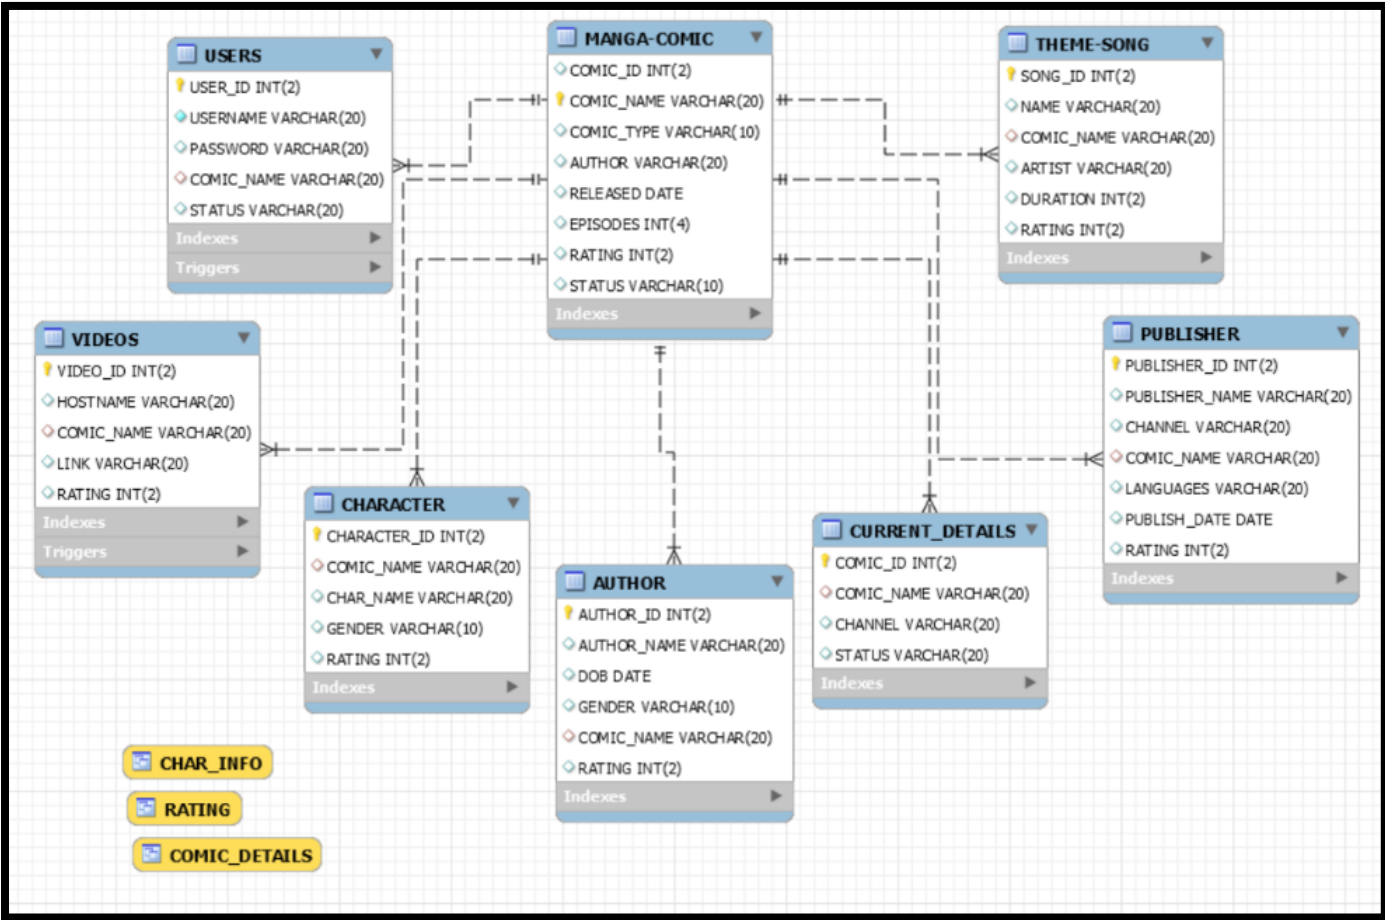 USERS
USER_ID INT(2)
USERNAME VARCHAR(20)
PASSWORD VARCHAR(20)
COMIC_NAME VARCHAR(20)
STATUS VARCHAR(20)
Indexes
Triggers
MANGA-COMIC
COMIC_ID INT(2)
COMIC_NAME VARCHAR(20)
COMIC_TYPE VARCHAR(10)
AUTHOR VARCHAR(20)
RELEASED DATE
EPISODES INT(4)
RATING INT(2)
STATUS VARCHAR(10)
Indexes
THEME-SONG
SONG_ID INT(2)
NAME VARCHAR(20)
COMIC_NAME VARCHAR(20)
ARTIST VARCHAR(20)
DURATION INT(2)
RATING INT(2)
Indexes
VIDEOS
VIDEO_ID INT(2)
HOSTNAME VARCHAR(20)
COMIC_NAME VARCHAR(20)
LINK VARCHAR(20)
RATING INT(2)
Indexes
Triggers
CHARACTER
CHARACTER_ID INT(2)
COMIC_NAME VARCHAR(20)
CHAR_NAME VARCHAR(20)
GENDER VARCHAR(10)
RATING INT(2)
Indexes
AUTHOR
AUTHOR_ID INT(2)
AUTHOR_NAME VARCHAR(20)
DOB DATE
GENDER VARCHAR(10)
COMIC_NAME VARCHAR(20)
RATING INT(2)
Indexes
CURRENT_DETAILS
COMIC_ID INT(2)
COMIC_NAME VARCHAR(20)
CHANNEL VARCHAR(20)
STATUS VARCHAR(20)
Indexes
PUBLISHER
PUBLISHER_ID INT(2)
PUBLISHER_NAME VARCHAR(20)
CHANNEL VARCHAR(20)
COMIC_NAME VARCHAR(20)
LANGUAGES VARCHAR(20)
PUBLISH_DATE DATE
RATING INT(2)
Indexes
CHAR_INFO
RATING
COMIC_DETAILS